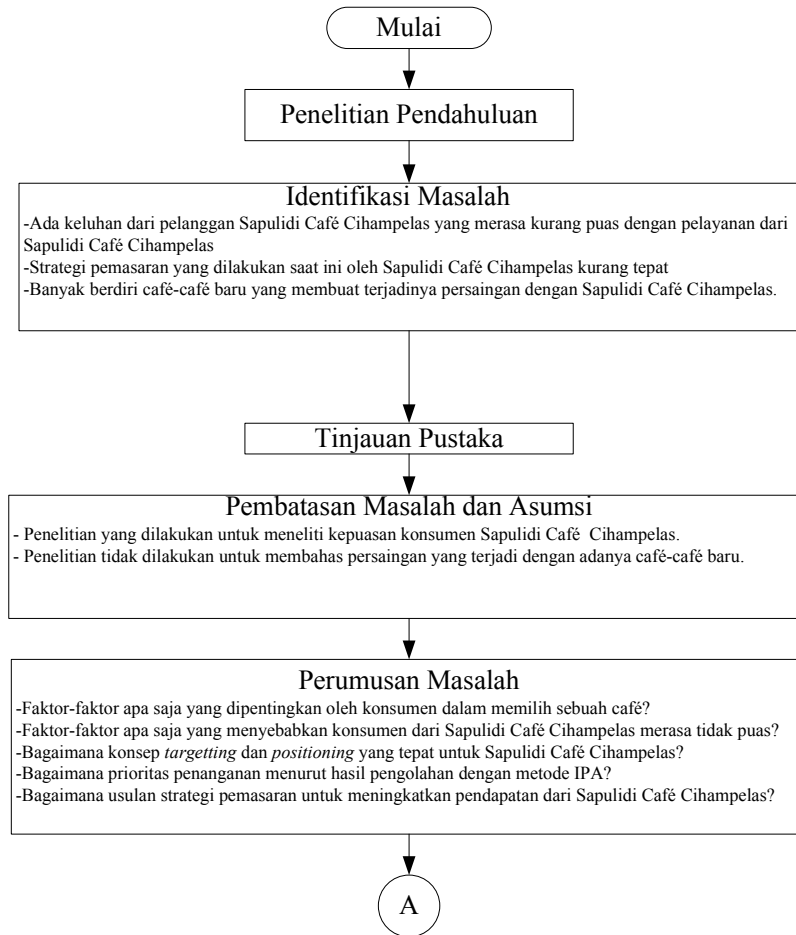 Mulai
Penelitian Pendahuluan
Identifikasi Masalah
-Ada keluhan dari pelanggan Sapulidi Café Cihampelas yang merasa kurang puas dengan pelayanan dari
Sapulidi Café Cihampelas
-Strategi pemasaran yang dilakukan saat ini oleh Sapulidi Café Cihampelas kurang tepat
-Banyak berdiri café-café baru yang membuat terjadinya persaingan dengan Sapulidi Café Cihampelas.
Tinjauan Pustaka
Pembatasan Masalah dan Asumsi
- Penelitian yang dilakukan untuk meneliti kepuasan konsumen Sapulidi Café Cihampelas.
- Penelitian tidak dilakukan untuk membahas persaingan yang terjadi dengan adanya café-café baru.
Perumusan Masalah
-Faktor-faktor apa saja yang dipentingkan oleh konsumen dalam memilih sebuah café?
-Faktor-faktor apa saja yang menyebabkan konsumen dari Sapulidi Café Cihampelas merasa tidak puas?
-Bagaimana konsep targetting dan positioning yang tepat untuk Sapulidi Café Cihampelas?
-Bagaimana prioritas penanganan menurut hasil pengolahan dengan metode IPA?
-Bagaimana usulan strategi pemasaran untuk meningkatkan pendapatan dari Sapulidi Café Cihampelas?
A